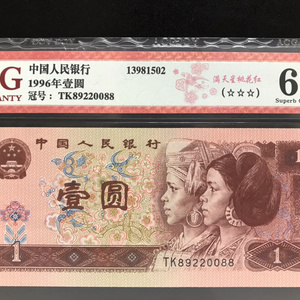 G
ANTY
中国人民银行
1996年壹圆
冠号： TK89220088
13981502
满天星桃花红
(☆☆☆)
6
Superb
中国人民银行
壹圆
1
1
TK89220088